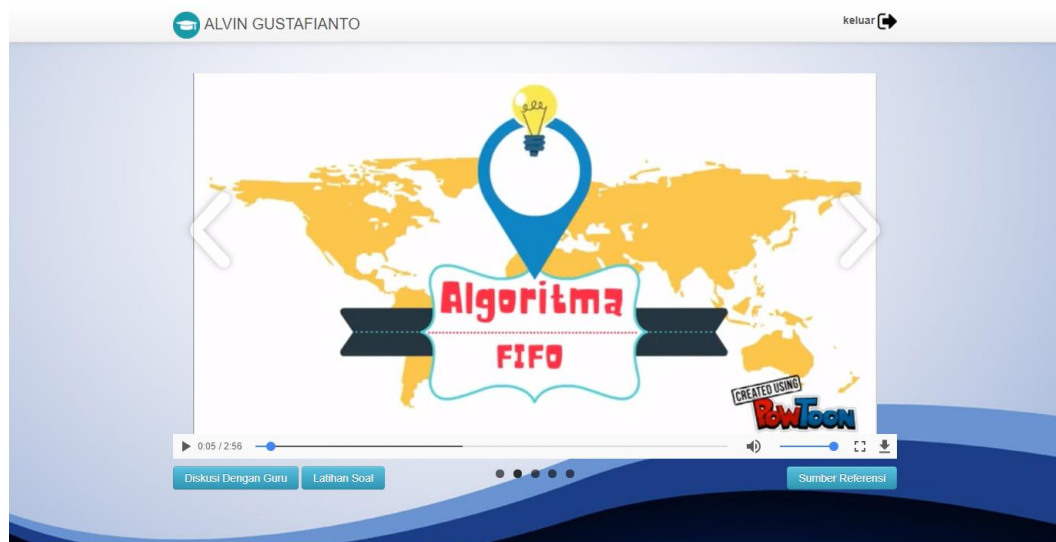 ALVIN GUSTAFIANTO
keluar
Algoritma
FIFO
CREATED USING
POWTOON
0:05 / 2:56
Diskusi Dengan Guru
Latihan Soal
Sumber Referensi